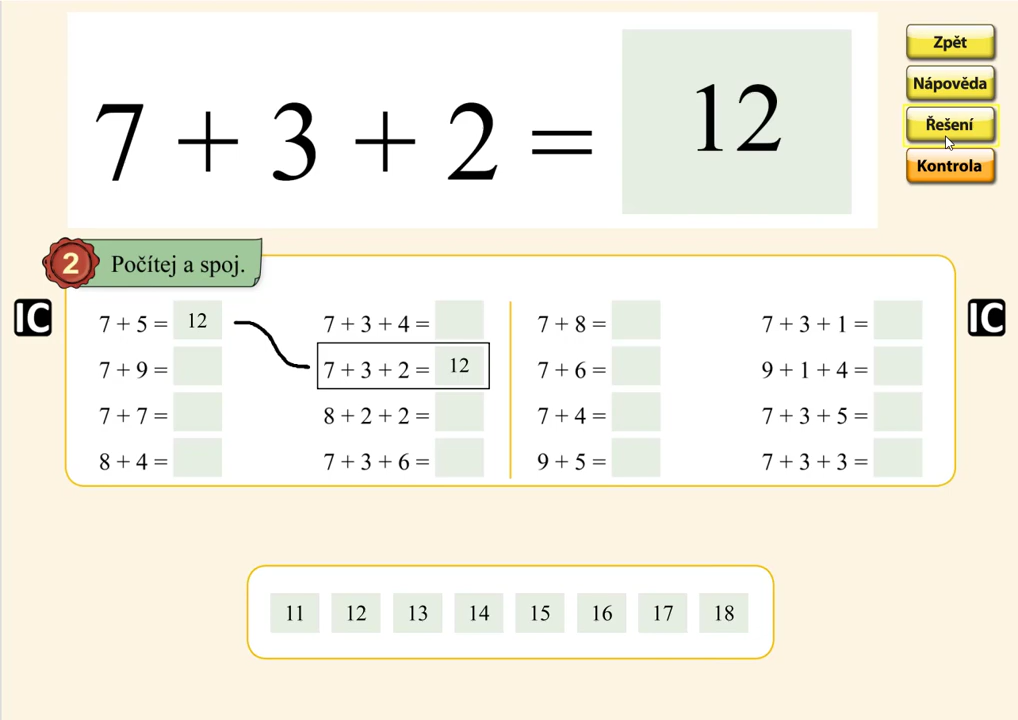 7 + 3 + 2 = 12
Zpět
Nápověda
Řešení
Kontrola
2 Počítej a spoj.
IC
IC
7 + 5 = 12
7 + 9 =
7 + 7 =
8 + 4 =
7 + 3 + 4 =
7 + 3 + 2 = 12
8 + 2 + 2 =
7 + 3 + 6 =
7 + 8 =
7 + 6 =
7 + 4 =
9 + 5 =
7 + 3 + 1 =
9 + 1 + 4 =
7 + 3 + 5 =
7 + 3 + 3 =
11 12 13 14 15 16 17 18